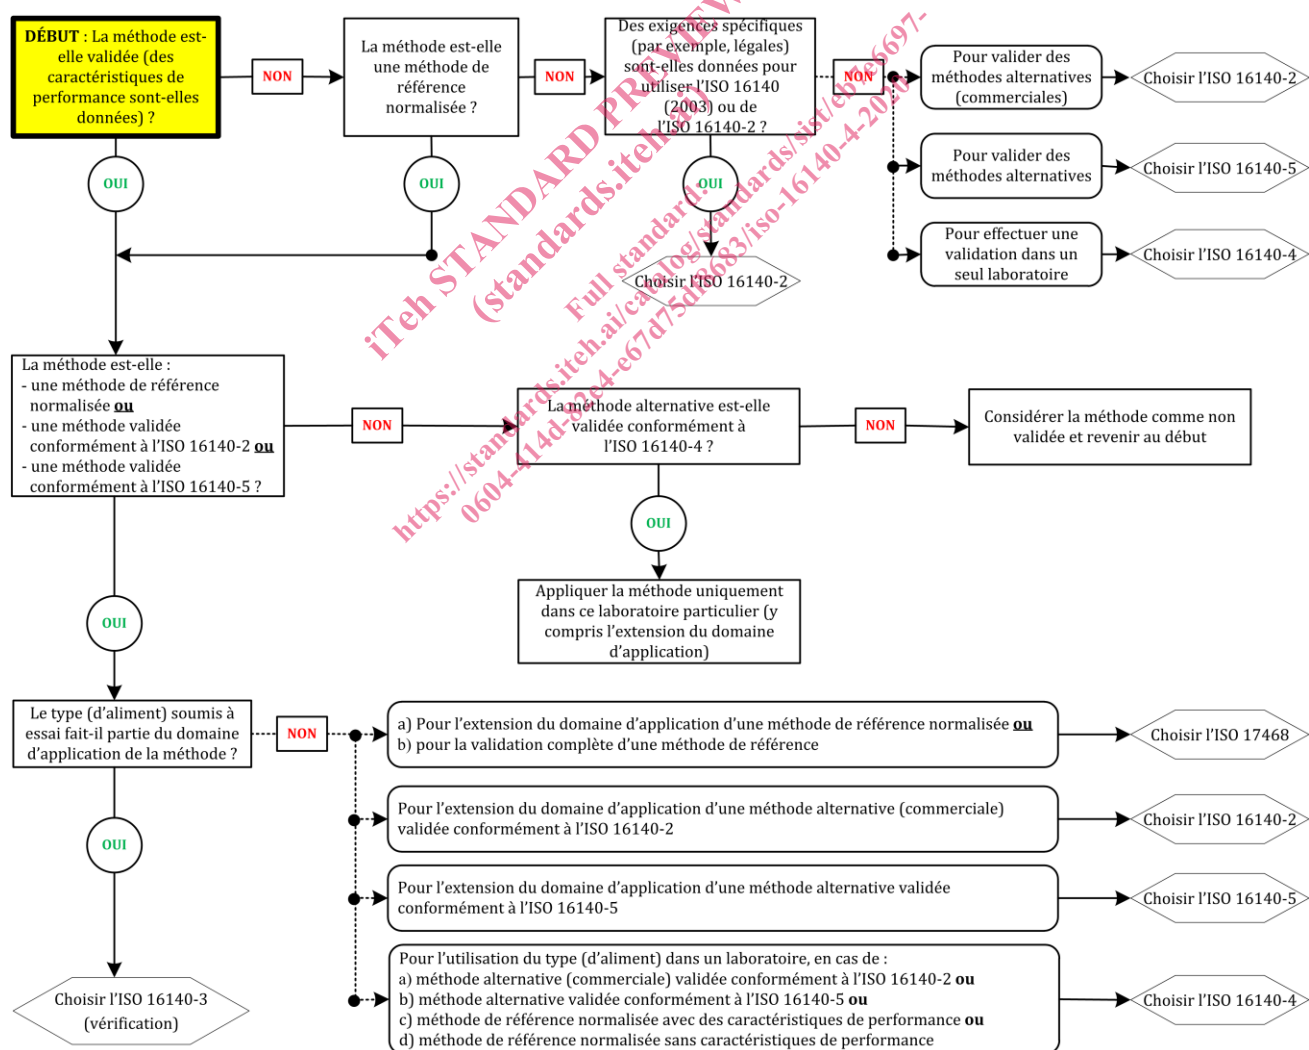 DÉBUT : La méthode est-
elle validée (des
caractéristiques de
performance sont-elles
données) ?
NON
La méthode est-elle
une méthode de
référence
normalisée ?
NON
Des exigences spécifiques
(par exemple, légales)
sont-elles données pour
utiliser l'ISO 16140
(2003) ou de
l'ISO 16140-2 ?
NON
Pour valider des
méthodes alternatives
(commerciales)
Choisir l'ISO 16140-2
Pour valider des
méthodes alternatives
Choisir l'ISO 16140-5
Pour effectuer une
validation dans un
seul laboratoire
Choisir l'ISO 16140-4
OUI
OUI
OUI
Choisir l'ISO 16140-2
La méthode est-elle :
- une méthode de référence
normalisée ou
- une méthode validée
conformément à l'ISO 16140-2 ou
- une méthode validée
conformément à l'ISO 16140-5 ?
NON
La méthode alternative est-elle
validée conformément à
l'ISO 16140-4 ?
NON
Considérer la méthode comme non
validée et revenir au début
OUI
Appliquer la méthode uniquement
dans ce laboratoire particulier (y
compris l'extension du domaine
d'application)
OUI
Le type (d'aliment) soumis à
essai fait-il partie du domaine
d'application de la méthode ?
NON
a) Pour l'extension du domaine d'application d'une méthode de référence normalisée ou
b) pour la validation complète d'une méthode de référence
Choisir l'ISO 17468
Pour l'extension du domaine d'application d'une méthode alternative (commerciale)
validée conformément à l'ISO 16140-2
Choisir l'ISO 16140-2
Pour l'extension du domaine d'application d'une méthode alternative validée
conformément à l'ISO 16140-5
Choisir l'ISO 16140-5
Pour l'utilisation du type (d'aliment) dans un laboratoire, en cas de :
a) méthode alternative (commerciale) validée conformément à l'ISO 16140-2 ou
b) méthode alternative validée conformément à l'ISO 16140-5 ou
c) méthode de référence normalisée avec des caractéristiques de performance ou
d) méthode de référence normalisée sans caractéristiques de performance
Choisir l'ISO 16140-4
OUI
Choisir l'ISO 16140-3
(vérification)
iTeh STANDARD PREVIEW
(standards.iteh.ai)
Full standard: